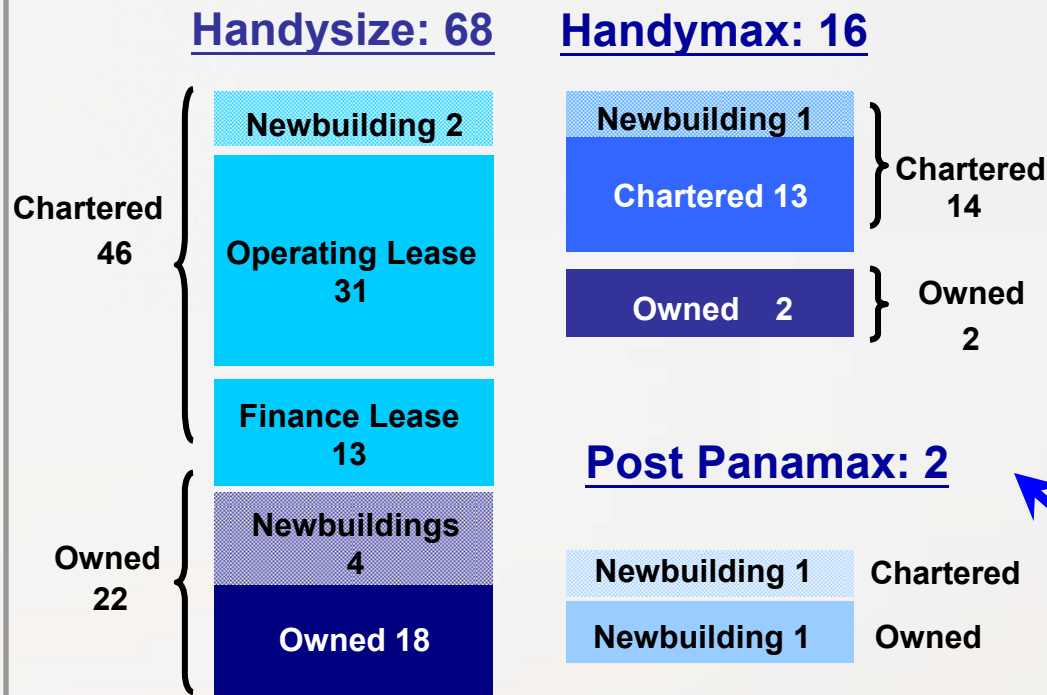 Handysize: 68
Newbuilding 2
Chartered
46
Operating Lease
31
Finance Lease
13
Newbuildings
4
Owned
22
Owned 18
Handymax: 16
Newbuilding 1
Chartered 13
Chartered
14
Owned 2
Owned
2
Post Panamax: 2
Newbuilding 1 Chartered
Newbuilding 1 Owned